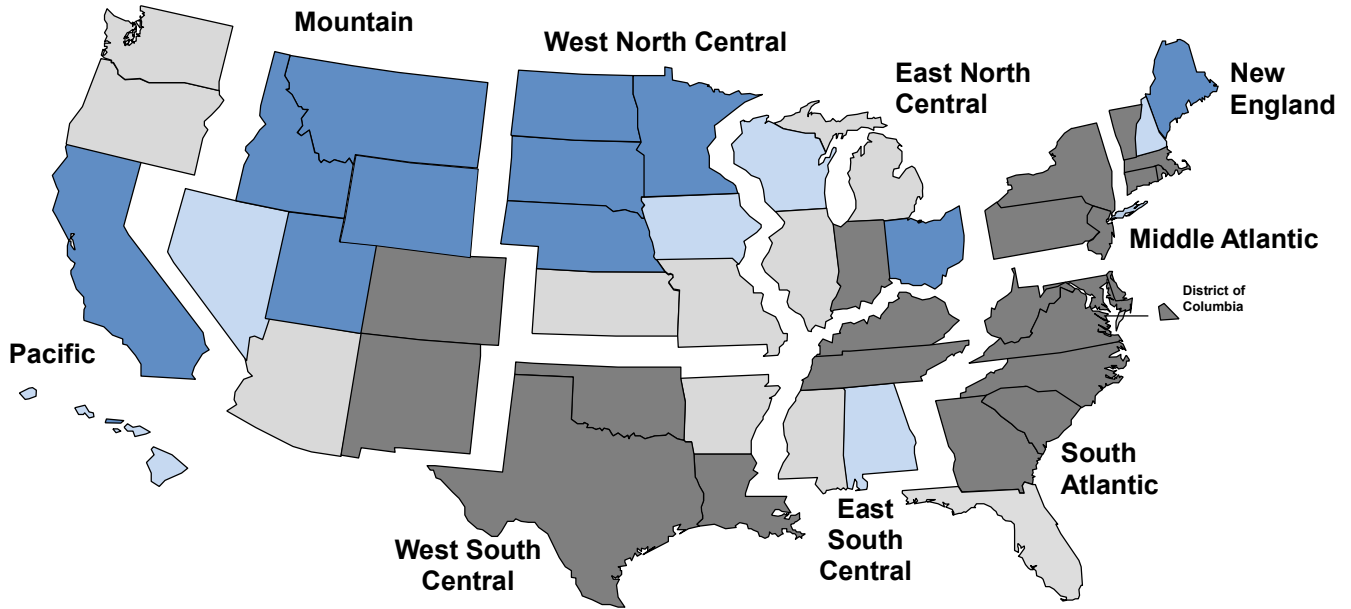 Mountain
West North Central
East North
Central
New
England
Middle Atlantic
District of
Columbia
Pacific
South
Atlantic
East
South
Central
West South
Central